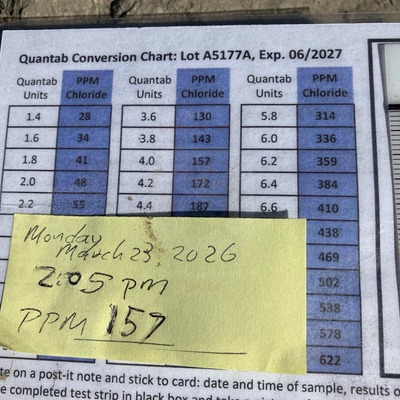 Quantab Conversion Chart: Lot A5177A, Exp. 06/2027
Quantab Units PPM Chloride Quantab Units PPM Chloride Quantab Units PPM Chloride
1.4 28 3.6 130 5.8 314
1.6 34 3.8 143 6.0 336
1.8 41 4.0 157 6.2 359
2.0 48 4.2 172 6.4 384
2.2 55 4.4 187 6.6 410
438
469
502
538
578
622
Monday
March 23, 2026
2:05 pm
PPM 157
te on a post-it note and stick to card: date and time of sample, results o
e completed test strip in black box and take